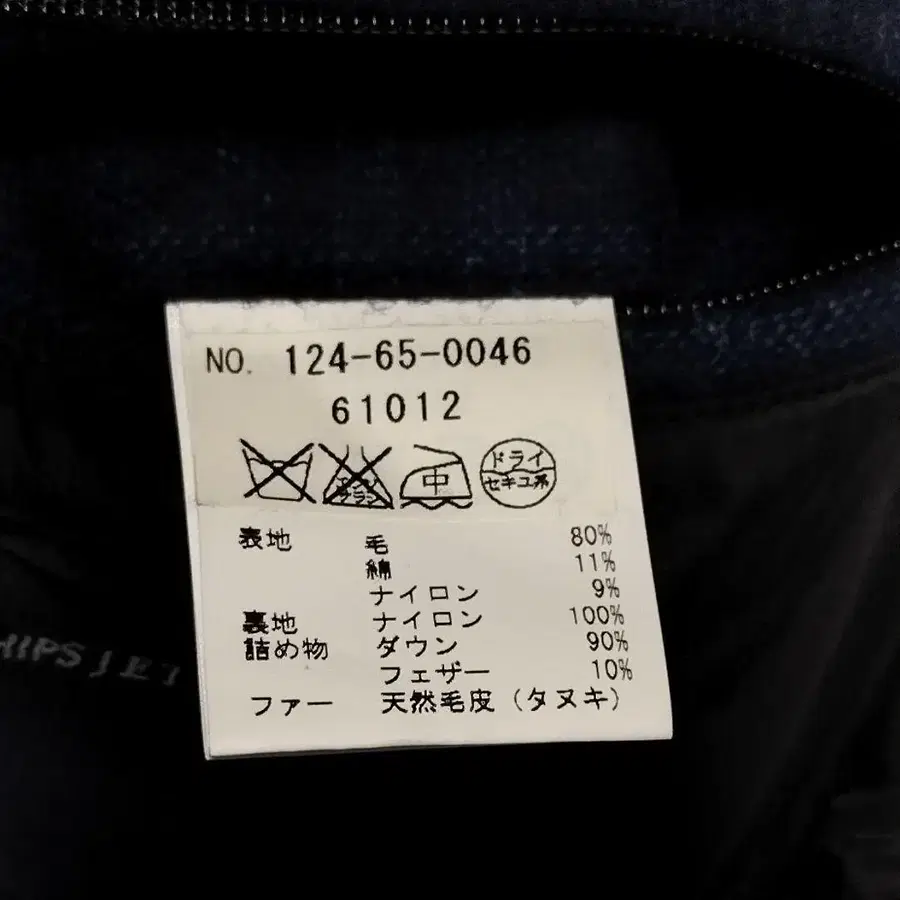 NO. 124-65-0046
61012
中
ドライ
セキユ系
表地 毛 80%
綿 11%
ナイロン 9%
裏地 ナイロン 100%
詰め物 ダウン 90%
フェザー 10%
ファー 天然毛皮（タヌキ）
HIPS JET